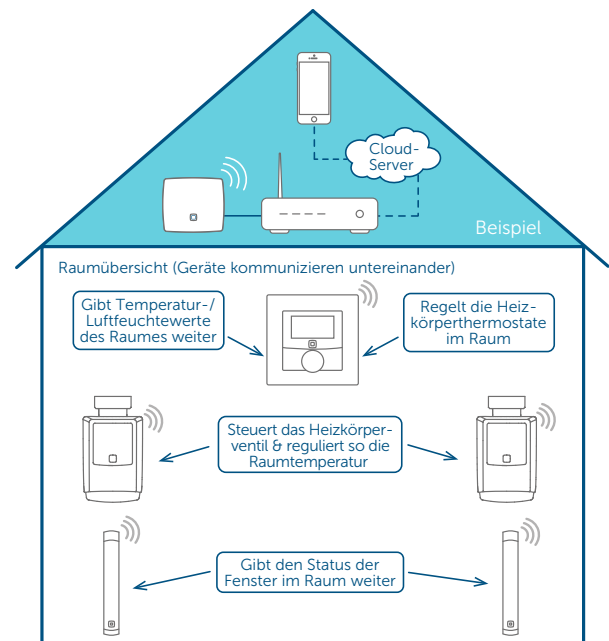 Cloud-
Server
Beispiel
Raumübersicht (Geräte kommunizieren untereinander)
Gibt Temperatur-/
Luftfeuchtewerte
des Raumes weiter
Regelt die Heiz-
körperthermostate
im Raum
Steuert das Heizkörper-
ventil & reguliert so die
Raumtemperatur
Gibt den Status der
Fenster im Raum weiter